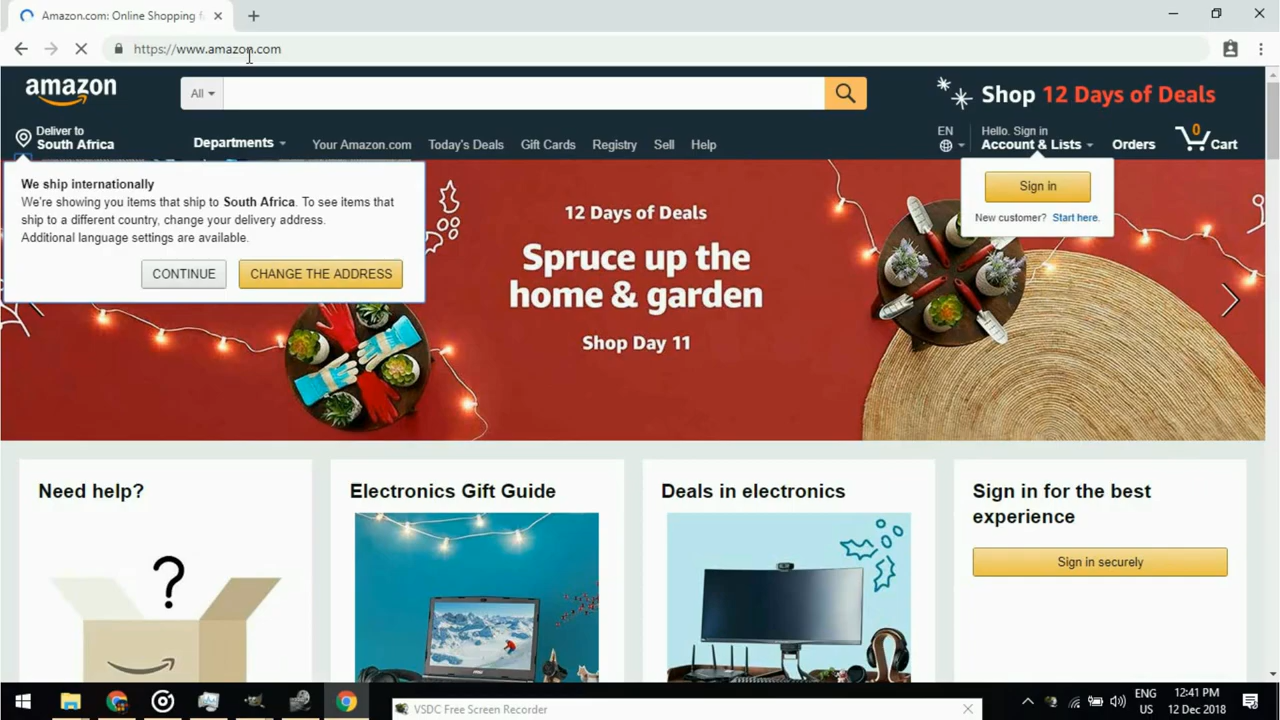 Amazon.com: Online Shopping f
https://www.amazon.com
amazon
All
Shop 12 Days of Deals
Deliver to
South Africa
Departments
Your Amazon.com
Today's Deals
Gift Cards
Registry
Sell
Help
EN
Hello. Sign in
Account & Lists
Orders
0
Cart
We ship internationally
We're showing you items that ship to South Africa. To see items that
ship to a different country, change your delivery address.
Additional language settings are available.
CONTINUE
CHANGE THE ADDRESS
Sign in
New customer? Start here.
12 Days of Deals
Spruce up the
home & garden
Shop Day 11
Need help?
?
Electronics Gift Guide
Deals in electronics
Sign in for the best
experience
Sign in securely
VSDC Free Screen Recorder
ENG
US
12:41 PM
12 Dec 2018